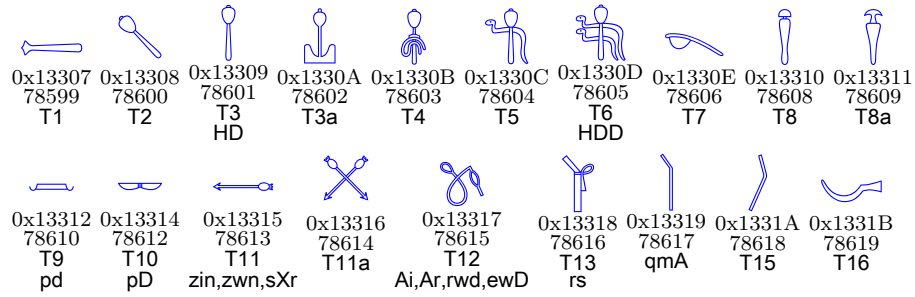 0x13307 0x13308 0x13309 0x1330A 0x1330B 0x1330C 0x1330D 0x1330E 0x13310 0x13311
78599 78600 78601 78602 78603 78604 78605 78606 78608 78609
T1 T2 T3 T3a T4 T5 T6 T7 T8 T8a
HD HDD
0x13312 0x13314 0x13315 0x13316 0x13317 0x13318 0x13319 0x1331A 0x1331B
78610 78612 78613 78614 78615 78616 78617 78618 78619
T9 T10 T11 T11a T12 T13 qmA T15 T16
pd pD zin,zwn,sXr Ai,Ar,rwd,ewD rs